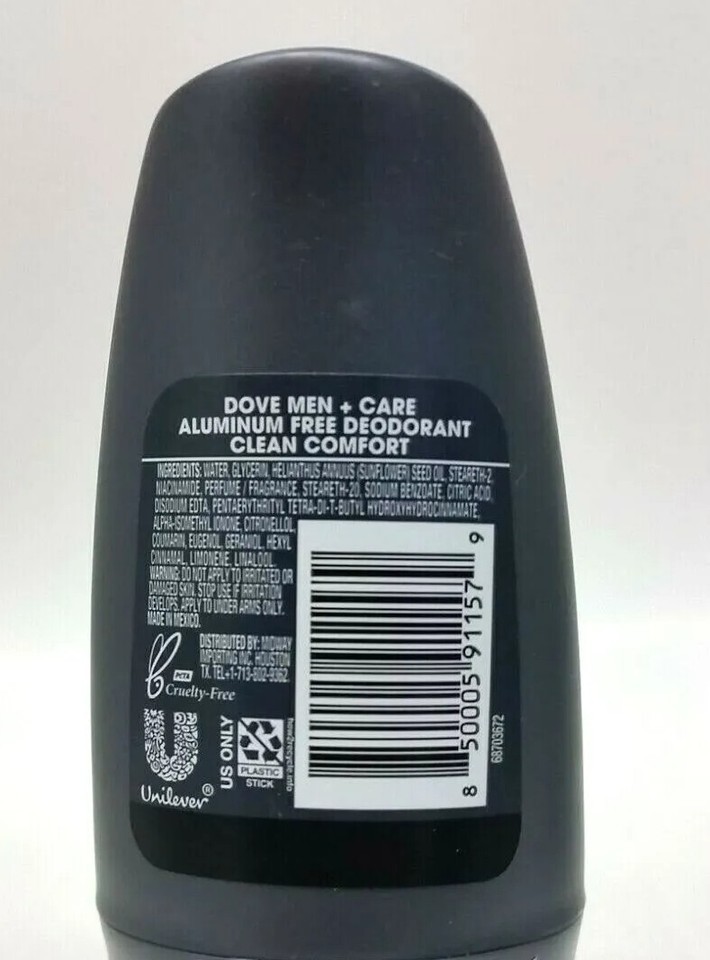 DOVE MEN + CARE
ALUMINUM FREE DEODORANT
CLEAN COMFORT
INGREDIENTS: WATER, GLYCERIN, HELIANTHUS ANNUUS (SUNFLOWER) SEED OIL, STEARETH-2,
NIACINAMIDE, PERFUME / FRAGRANCE, STEARETH-20, SODIUM BENZOATE, CITRIC ACID,
DISODIUM EDTA, PENTAERYTHRITYL TETRA-DI-T-BUTYL HYDROXYHYDROCINNAMATE,
ALPHA-ISOMETHYL IONONE, CITRONELLOL,
COUMARIN, EUGENOL, GERANIOL, HEXYL
CINNAMAL, LIMONENE, LINALOOL.
WARNING: DO NOT APPLY TO IRRITATED OR
DAMAGED SKIN. STOP USE IF IRRITATION
DEVELOPS. APPLY TO UNDER ARMS ONLY.
MADE IN MEXICO.
DISTRIBUTED BY: MIDWAY
IMPORTING INC. HOUSTON
TX. TEL+1-713-802-9362.
PETA
Cruelty-Free
Unilever®
US ONLY
PLASTIC
STICK
how2recycle.info
8 50005 91157 9
68703672